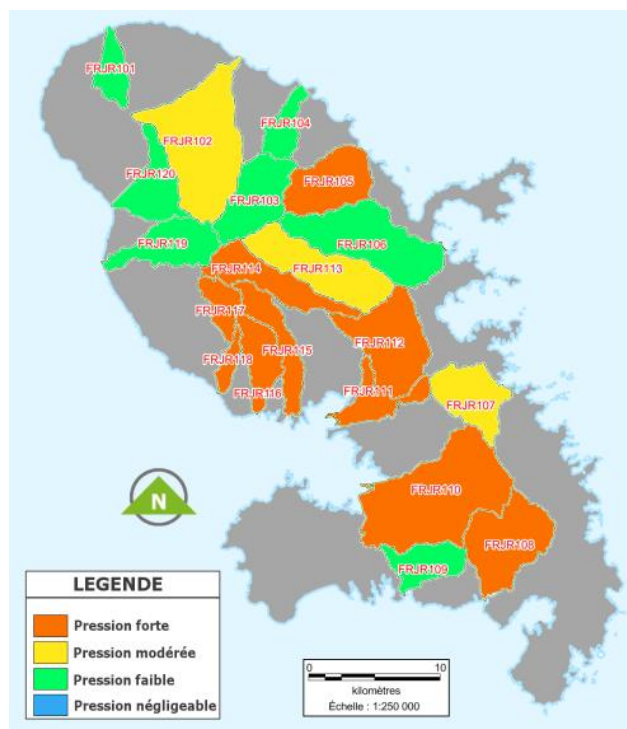 FRJR101
FRJR104
FRJR102
FRJR120
FRJR105
FRJR103
FRJR119
FRJR106
FRJR114
FRJR113
FRJR117
FRJR112
FRJR115
FRJR118
FRJR111
FRJR116
FRJR107
FRJR110
FRJR108
FRJR109
N
LEGENDE
Pression forte
Pression modérée
Pression faible
Pression négligeable
0 10
kilomètres
Échelle : 1:250 000